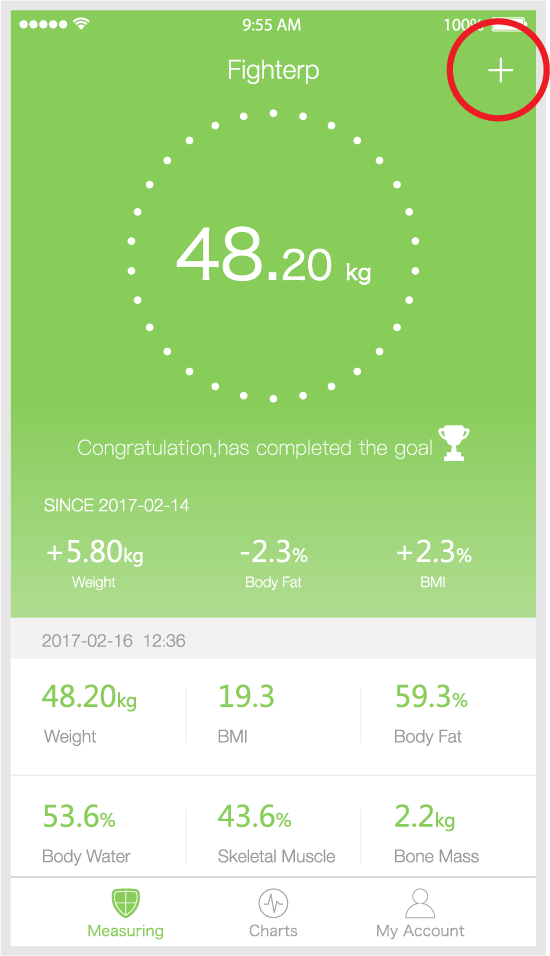 9:55 AM 100%
Fighterp
+
48.20 kg
Congratulation,has completed the goal
SINCE 2017-02-14
+5.80kg -2.3% +2.3%
Weight Body Fat BMI
2017-02-16 12:36
48.20kg 19.3 59.3%
Weight BMI Body Fat
53.6% 43.6% 2.2kg
Body Water Skeletal Muscle Bone Mass
Measuring Charts My Account